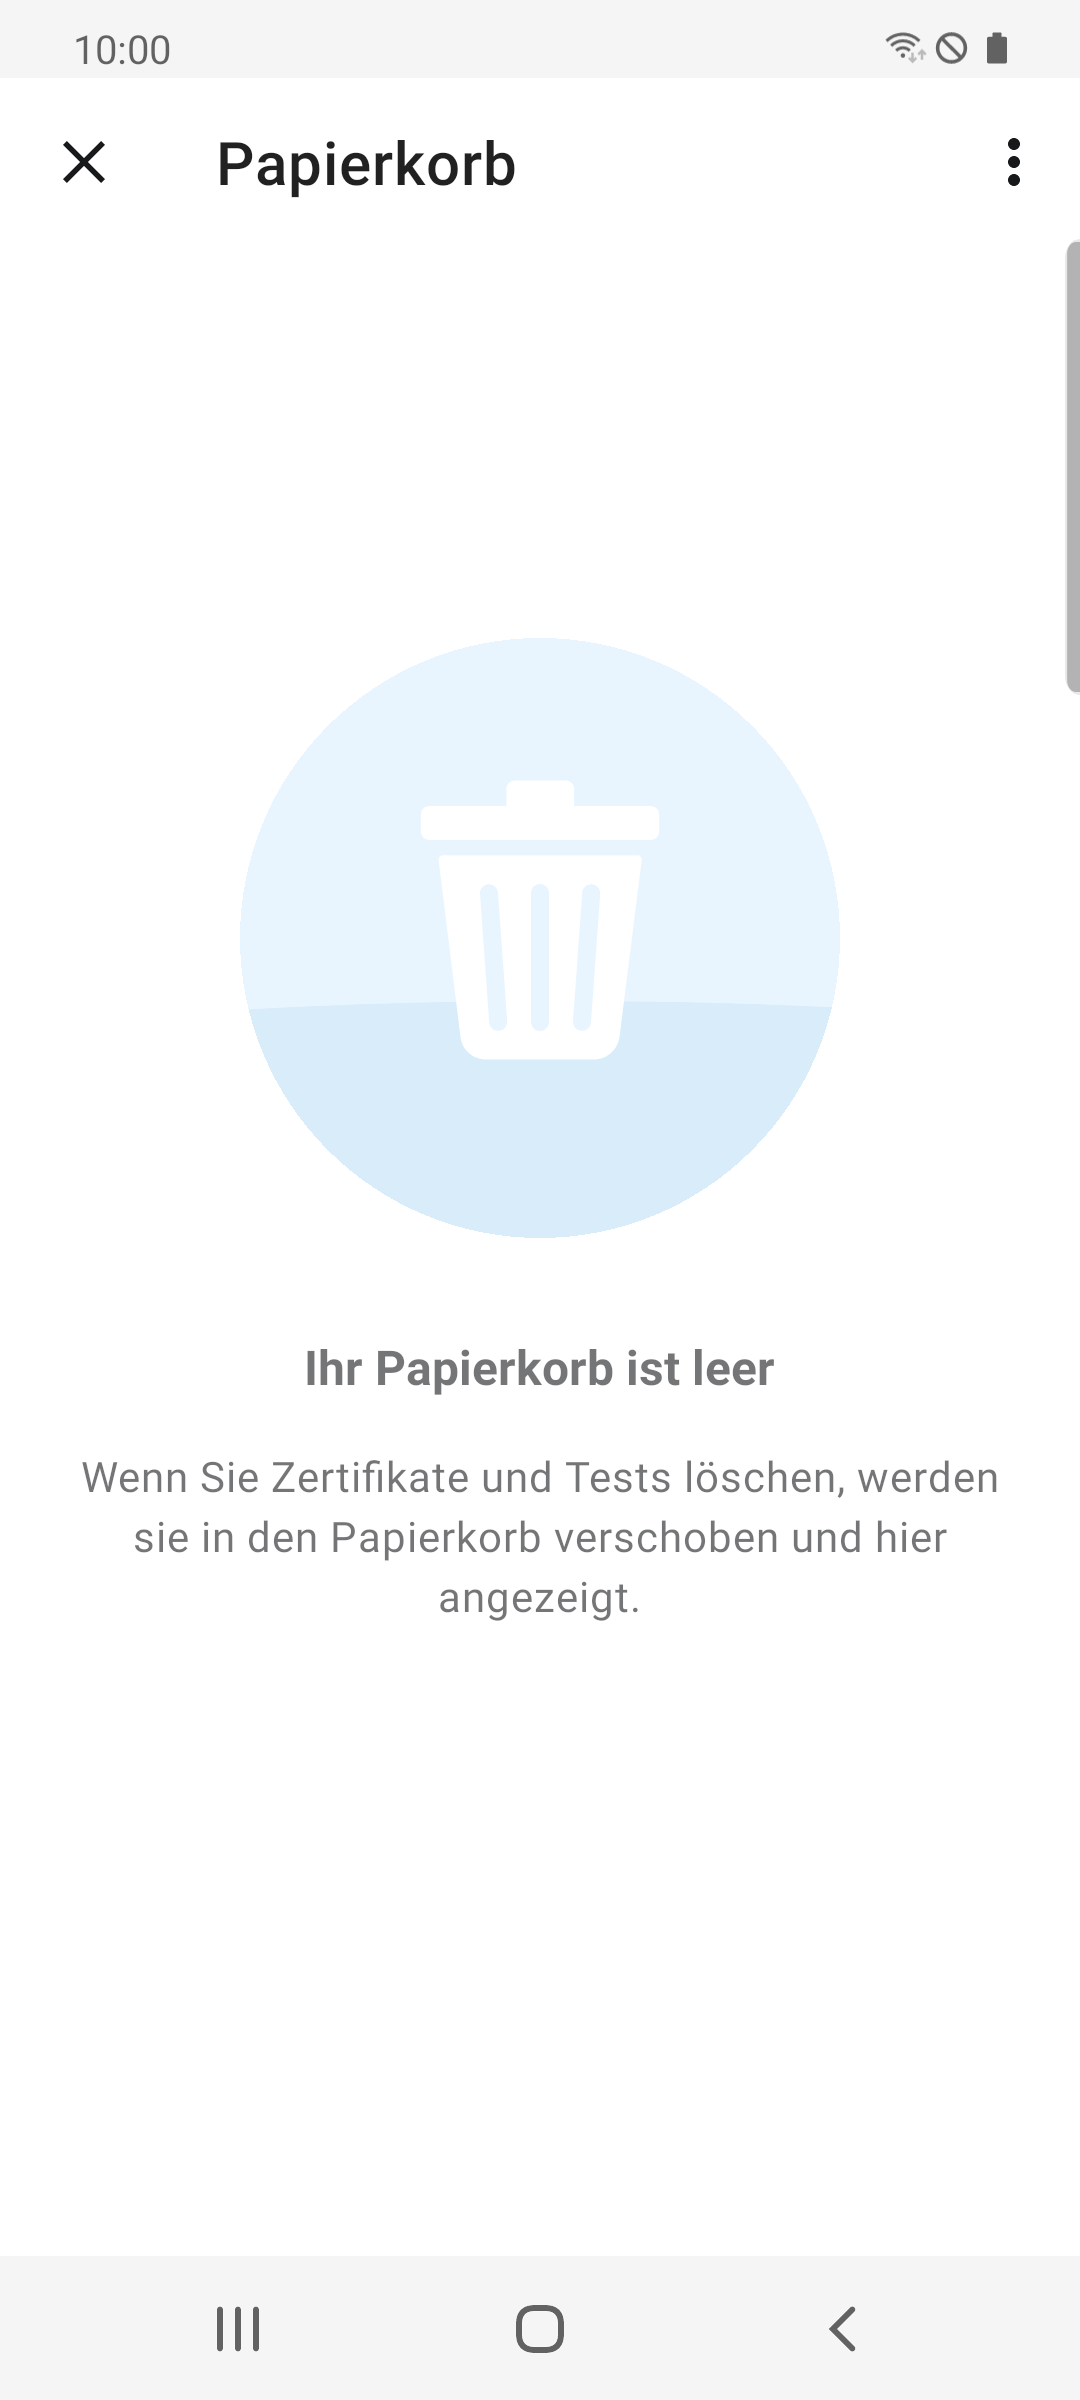 10:00
Papierkorb
Ihr Papierkorb ist leer
Wenn Sie Zertifikate und Tests löschen, werden
sie in den Papierkorb verschoben und hier
angezeigt.